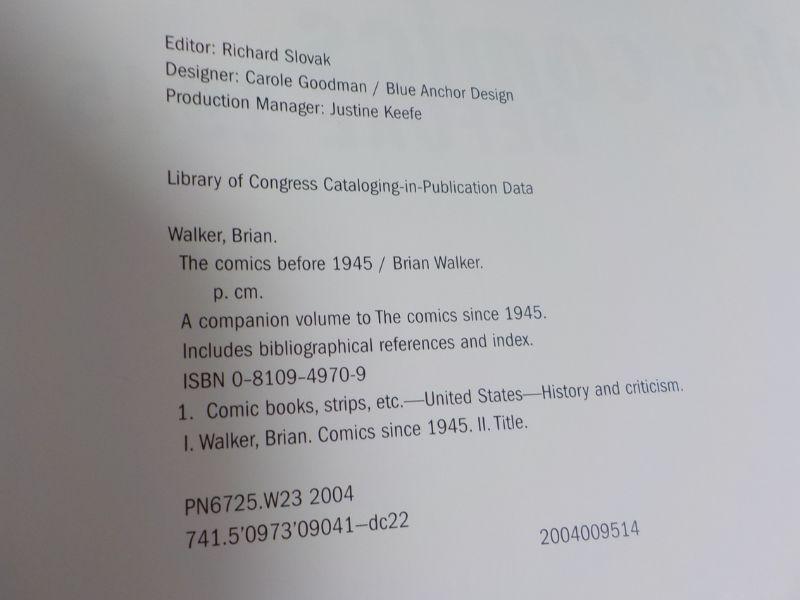 Editor: Richard Slovak
Designer: Carole Goodman / Blue Anchor Design
Production Manager: Justine Keefe
Library of Congress Cataloging-in-Publication Data
Walker, Brian.
The comics before 1945 / Brian Walker.
p. cm.
A companion volume to The comics since 1945.
Includes bibliographical references and index.
ISBN 0-8109-4970-9
1. Comic books, strips, etc.—United States—History and criticism.
I. Walker, Brian. Comics since 1945. II. Title.
PN6725.W23 2004
741.5'0973'09041—dc22
2004009514